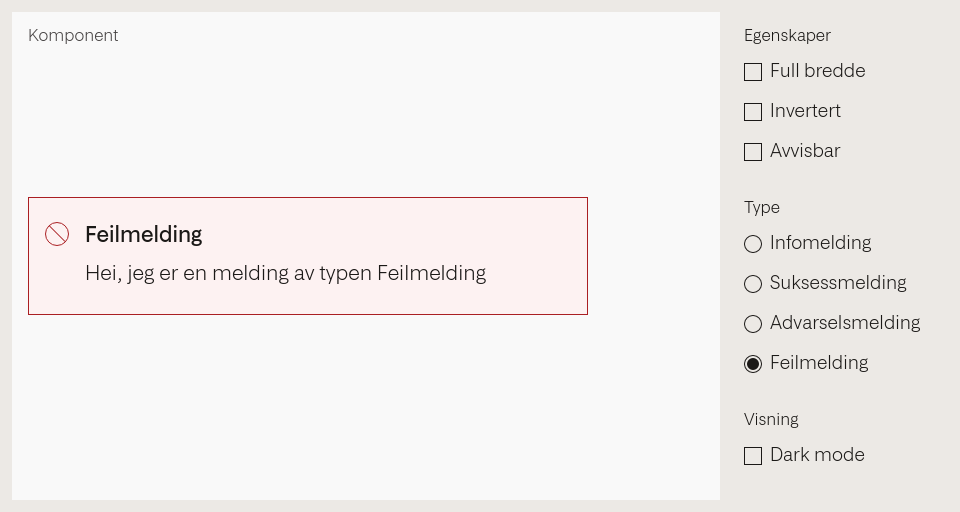 Komponent
Feilmelding
Hei, jeg er en melding av typen Feilmelding
Egenskaper
Full bredde
Invertert
Avvisbar
Type
Infomelding
Suksessmelding
Advarselsmelding
Feilmelding
Visning
Dark mode